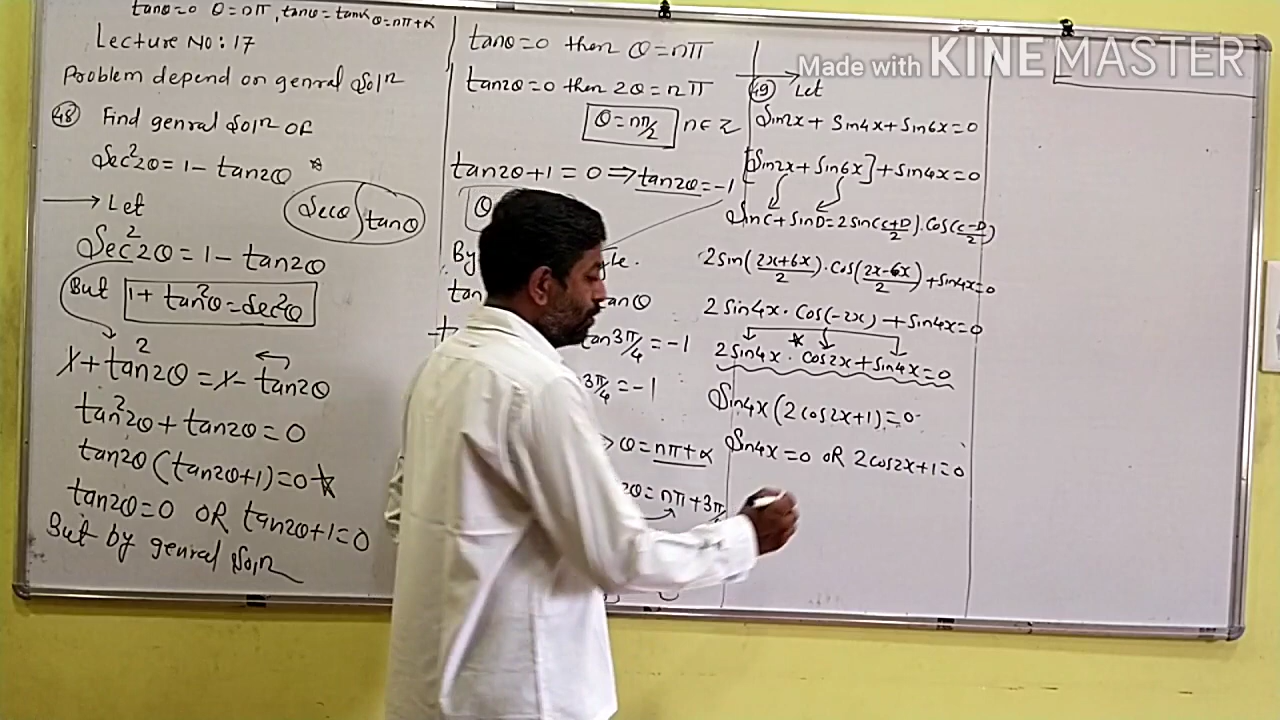 tanθ=0 θ=nπ, tanθ=tanα θ=nπ+α
Lecture No: 17
Problem depend on genral Sol^n
48 Find genral Sol^n OF
Sec²2θ = 1 - tan2θ *
→ Let
Secθ tanθ
Sec²2θ = 1 - tan2θ
But 1 + tan²θ = Sec²θ
1 + tan²2θ = 1 - tan2θ
tan²2θ + tan2θ = 0
tan2θ (tan2θ+1) = 0 *
tan2θ = 0 OR tan2θ+1 = 0
But by genral Sol^n
tanθ = 0 then θ = nπ
tan2θ = 0 then 2θ = nπ
θ = nπ/2 n∈Z
tan2θ+1 = 0 ⇒ tan2θ = -1
θ
By
tan anθ
tan3π/4 = -1
3π/4 = -1
θ = nπ+α
2θ = nπ+3π/
49 Let
Sin2x + Sin4x + Sin6x = 0
[Sin2x + Sin6x] + Sin4x = 0
SinC + SinD = 2Sin(C+D/2) . Cos(C-D/2)
2Sin(2x+6x/2) . Cos(2x-6x/2) + Sin4x = 0
2 Sin4x . Cos(-2x) + Sin4x = 0
* 
2Sin4x . Cos2x + Sin4x = 0
Sin4x (2cos2x+1) = 0
Sin4x = 0 OR 2cos2x+1 = 0
Made with KINEMASTER